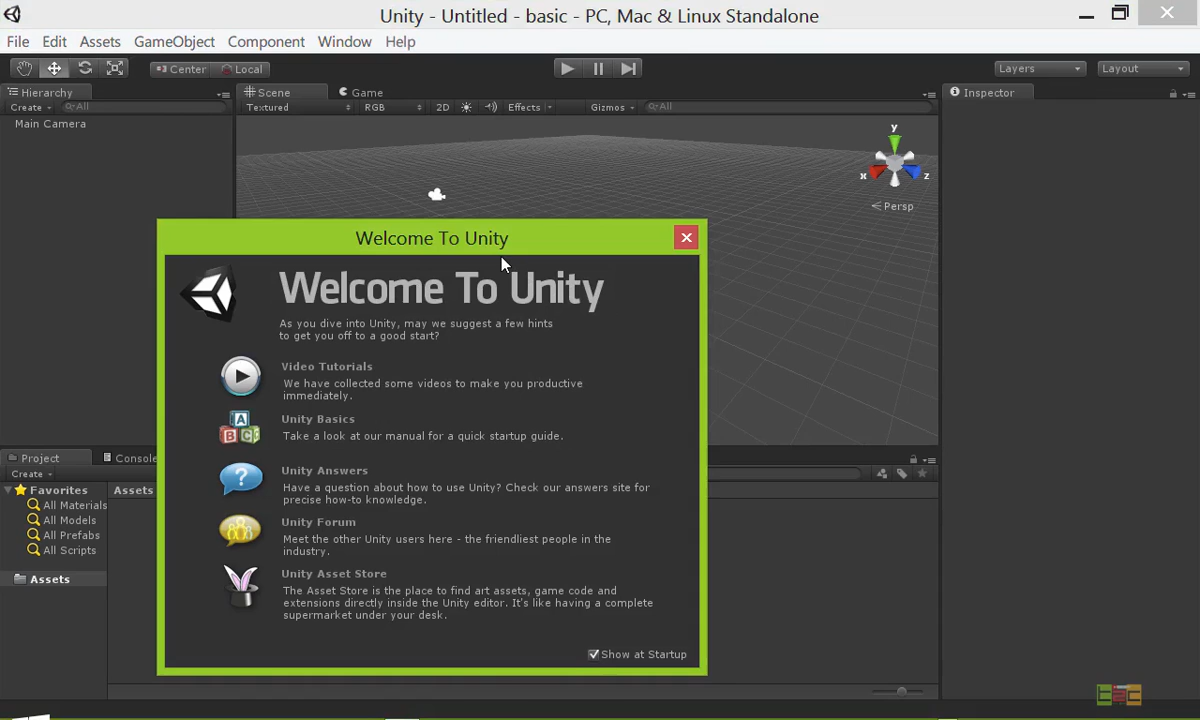 Unity - Untitled - basic - PC, Mac & Linux Standalone
File Edit Assets GameObject Component Window Help
Center Local Layers Layout
Hierarchy Scene Game Inspector
Create All Textured RGB 2D Effects Gizmos All
Main Camera
y
x z
Persp
Welcome To Unity
Welcome To Unity
As you dive into Unity, may we suggest a few hints
to get you off to a good start?
Video Tutorials
We have collected some videos to make you productive
immediately.
Unity Basics
Take a look at our manual for a quick startup guide.
Unity Answers
Have a question about how to use Unity? Check our answers site for
precise how-to knowledge.
Unity Forum
Meet the other Unity users here - the friendliest people in the
industry.
Unity Asset Store
The Asset Store is the place to find art assets, game code and
extensions directly inside the Unity editor. It's like having a complete
supermarket under your desk.
Show at Startup
Project Console
Create
Favorites Assets
All Materials
All Models
All Prefabs
All Scripts
Assets